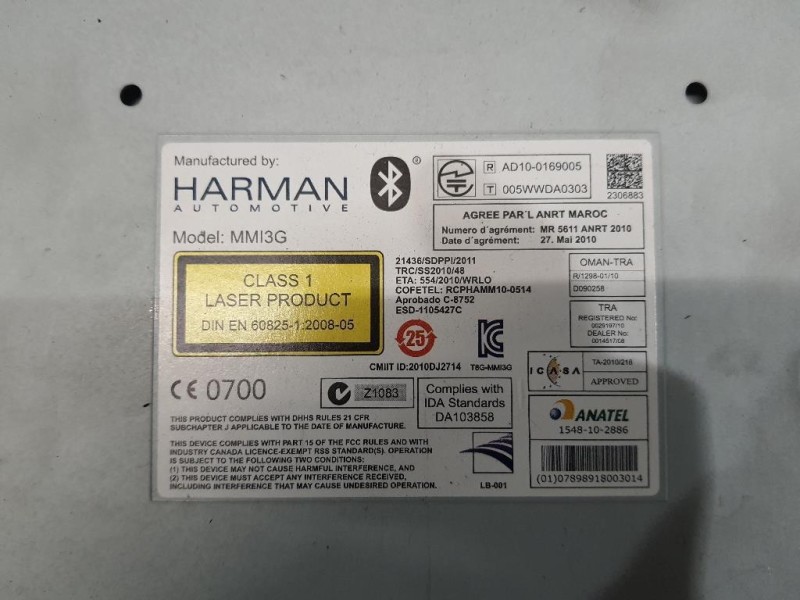 Manufactured by:
HARMAN
AUTOMOTIVE
Model: MMI3G
R AD10-0169005
T 005WWDA0303
2306883
AGREE PAR´L ANRT MAROC
Numero d´agrément: MR 5611 ANRT 2010
Date d´agrément: 27. Mai 2010
CLASS 1
LASER PRODUCT
DIN EN 60825-1:2008-05
21436/SDPPI/2011
TRC/SS2010/48
ETA: 554/2010/WRLO
COFETEL: RCPHAMM10-0514
Aprobado C-8752
ESD-1105427C
25
CMIIT ID:2010DJ2714
T8G-MMI3G
OMAN-TRA
R/1298-01/10
D090258
TRA
REGISTERED No:
0025197/10
DEALER No:
0014517/08
ICASA
TA-2010/218
APPROVED
CE 0700
Z1083
Complies with
IDA Standards
DA103858
ANATEL
1548-10-2886
(01)07898918003014
THIS PRODUCT COMPLIES WITH DHHS RULES 21 CFR
SUBCHAPTER J APPLICABLE TO THE DATE OF MANUFACTURE.
THIS DEVICE COMPLIES WITH PART 15 OF THE FCC RULES AND WITH
INDUSTRY CANADA LICENCE-EXEMPT RSS STANDARD(S). OPERATION
IS SUBJECT TO THE FOLLOWING TWO CONDITIONS:
(1) THIS DEVICE MAY NOT CAUSE HARMFUL INTERFERENCE, AND
(2) THIS DEVICE MUST ACCEPT ANY INTERFERENCE RECEIVED,
INCLUDING INTERFERENCE THAT MAY CAUSE UNDESIRED OPERATION.
LB-001